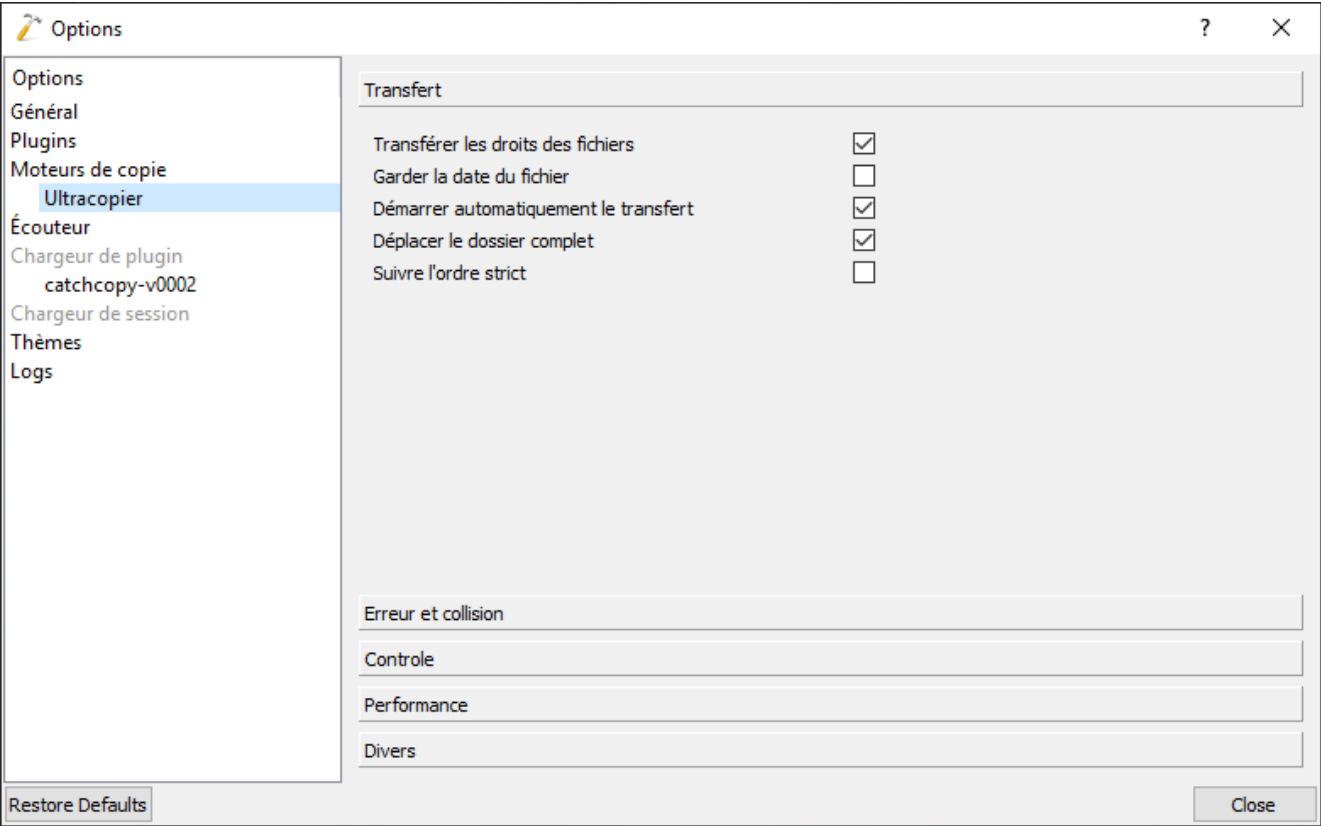 Options
?
Options
Général
Plugins
Moteurs de copie
Ultracopier
Écouteur
Chargeur de plugin
catchcopy-v0002
Chargeur de session
Thèmes
Logs
Transfert
Transférer les droits des fichiers
Garder la date du fichier
Démarrer automatiquement le transfert
Déplacer le dossier complet
Suivre l'ordre strict
Erreur et collision
Controle
Performance
Divers
Restore Defaults
Close